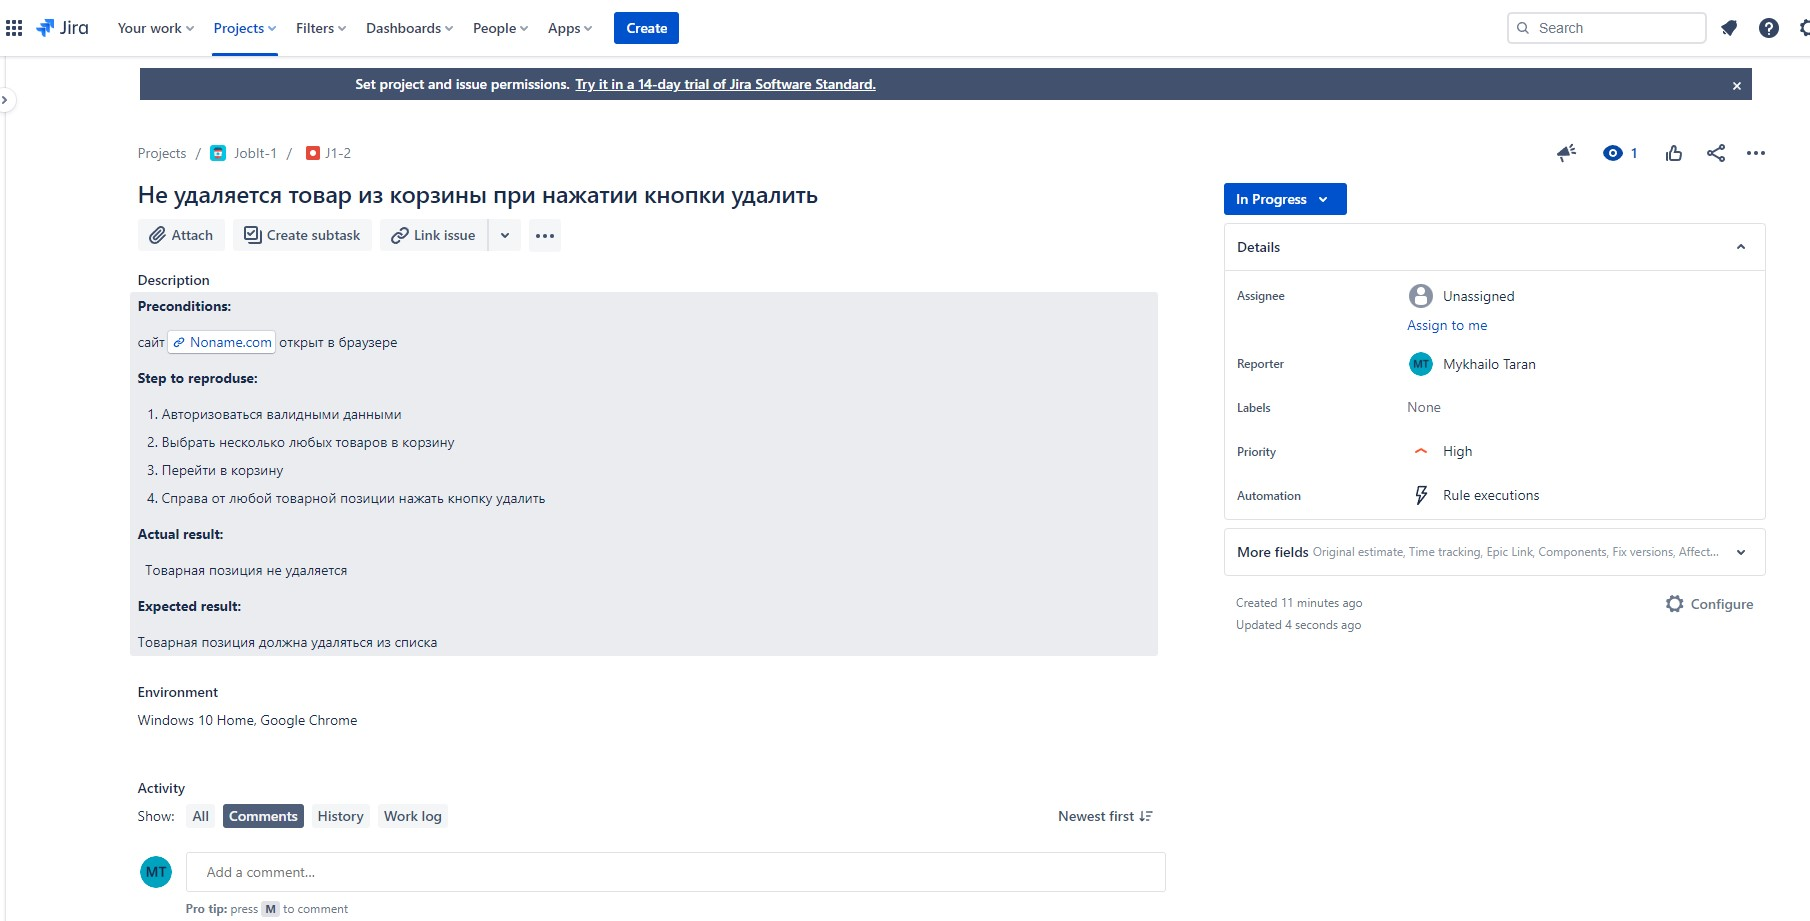 Jira Your work Projects Filters Dashboards People Apps Create Search
Set project and issue permissions. Try it in a 14-day trial of Jira Software Standard.
Projects / JobIt-1 / J1-2
1
Не удаляется товар из корзины при нажатии кнопки удалить
Attach Create subtask Link issue
Description
Preconditions:
сайт Noname.com открыт в браузере
Step to reproduse:
1. Авторизоваться валидными данными
2. Выбрать несколько любых товаров в корзину
3. Перейти в корзину
4. Справа от любой товарной позиции нажать кнопку удалить
Actual result:
Товарная позиция не удаляется
Expected result:
Товарная позиция должна удаляться из списка
Environment
Windows 10 Home, Google Chrome
Activity
Show: All Comments History Work log Newest first
MT Add a comment...
Pro tip: press M to comment
In Progress
Details
Assignee Unassigned
Assign to me
Reporter MT Mykhailo Taran
Labels None
Priority High
Automation Rule executions
More fields Original estimate, Time tracking, Epic Link, Components, Fix versions, Affect...
Created 11 minutes ago Configure
Updated 4 seconds ago